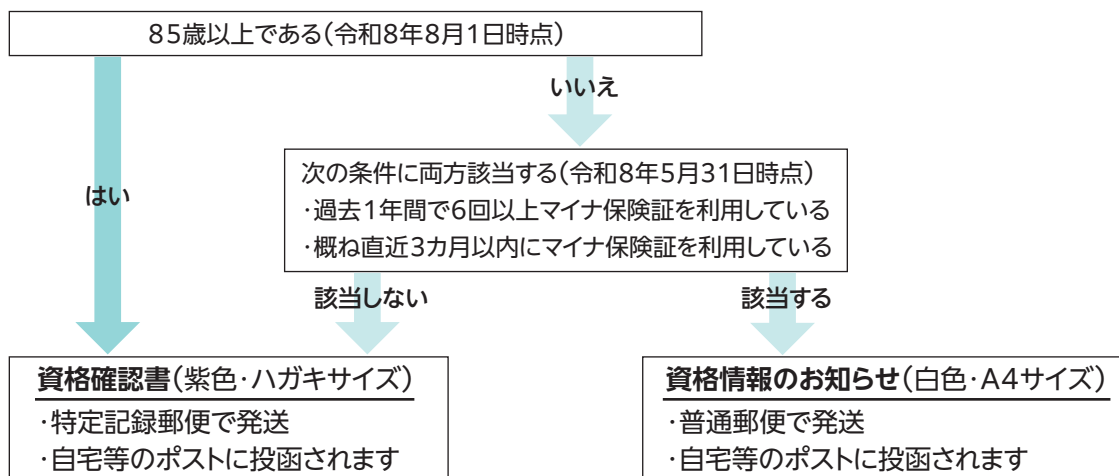 85歳以上である(令和8年8月1日時点)
いいえ
はい
次の条件に両方該当する(令和8年5月31日時点)
・過去1年間で6回以上マイナ保険証を利用している
・概ね直近3カ月以内にマイナ保険証を利用している
該当しない
該当する
資格確認書(紫色・ハガキサイズ)
・特定記録郵便で発送
・自宅等のポストに投函されます
資格情報のお知らせ(白色・A4サイズ)
・普通郵便で発送
・自宅等のポストに投函されます